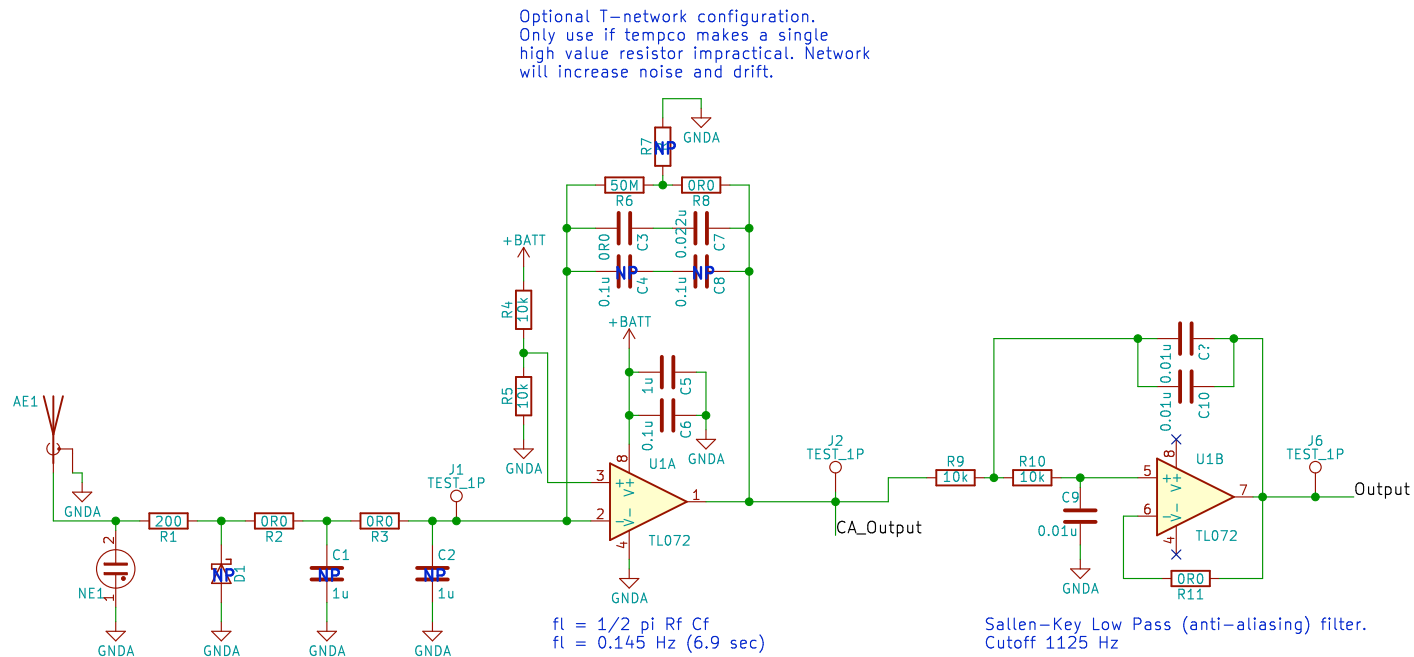 Optional T-network configuration.
Only use if tempco makes a single
high value resistor impractical. Network
will increase noise and drift.
GNDA
R7
NP
50M
0R0
R6
R8
+BATT
0R0
C3
0.022u
C7
NP
NP
0.1u
C4
0.1u
C8
R4
10k
+BATT
R5
10k
1u
C5
0.1u
C6
GNDA
GNDA
AE1
GNDA
J1
TEST_1P
3
2
8
4
1
+
V+
-
V-
U1A
TL072
GNDA
J2
TEST_1P
CA_Output
200
R1
0R0
R2
0R0
R3
2
1
NE1
GNDA
NP
D1
GNDA
C1
NP
1u
GNDA
C2
NP
1u
GNDA
fl = 1/2 pi Rf Cf
fl = 0.145 Hz (6.9 sec)
0.01u
C?
0.01u
C10
R9
10k
R10
10k
C9
0.01u
GNDA
5
6
8
4
7
+
V+
-
V-
U1B
TL072
0R0
R11
J6
TEST_1P
Output
Sallen-Key Low Pass (anti-aliasing) filter.
Cutoff 1125 Hz